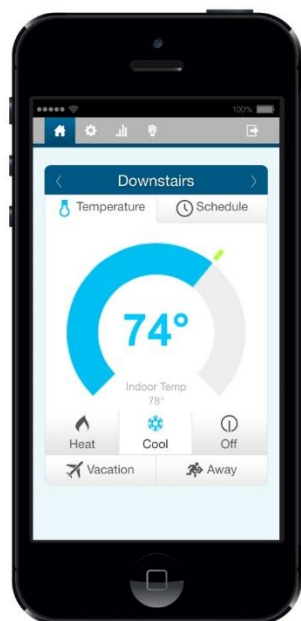 100%
Downstairs
Temperature Schedule
74°
Indoor Temp
78°
Heat Cool Off
Vacation Away